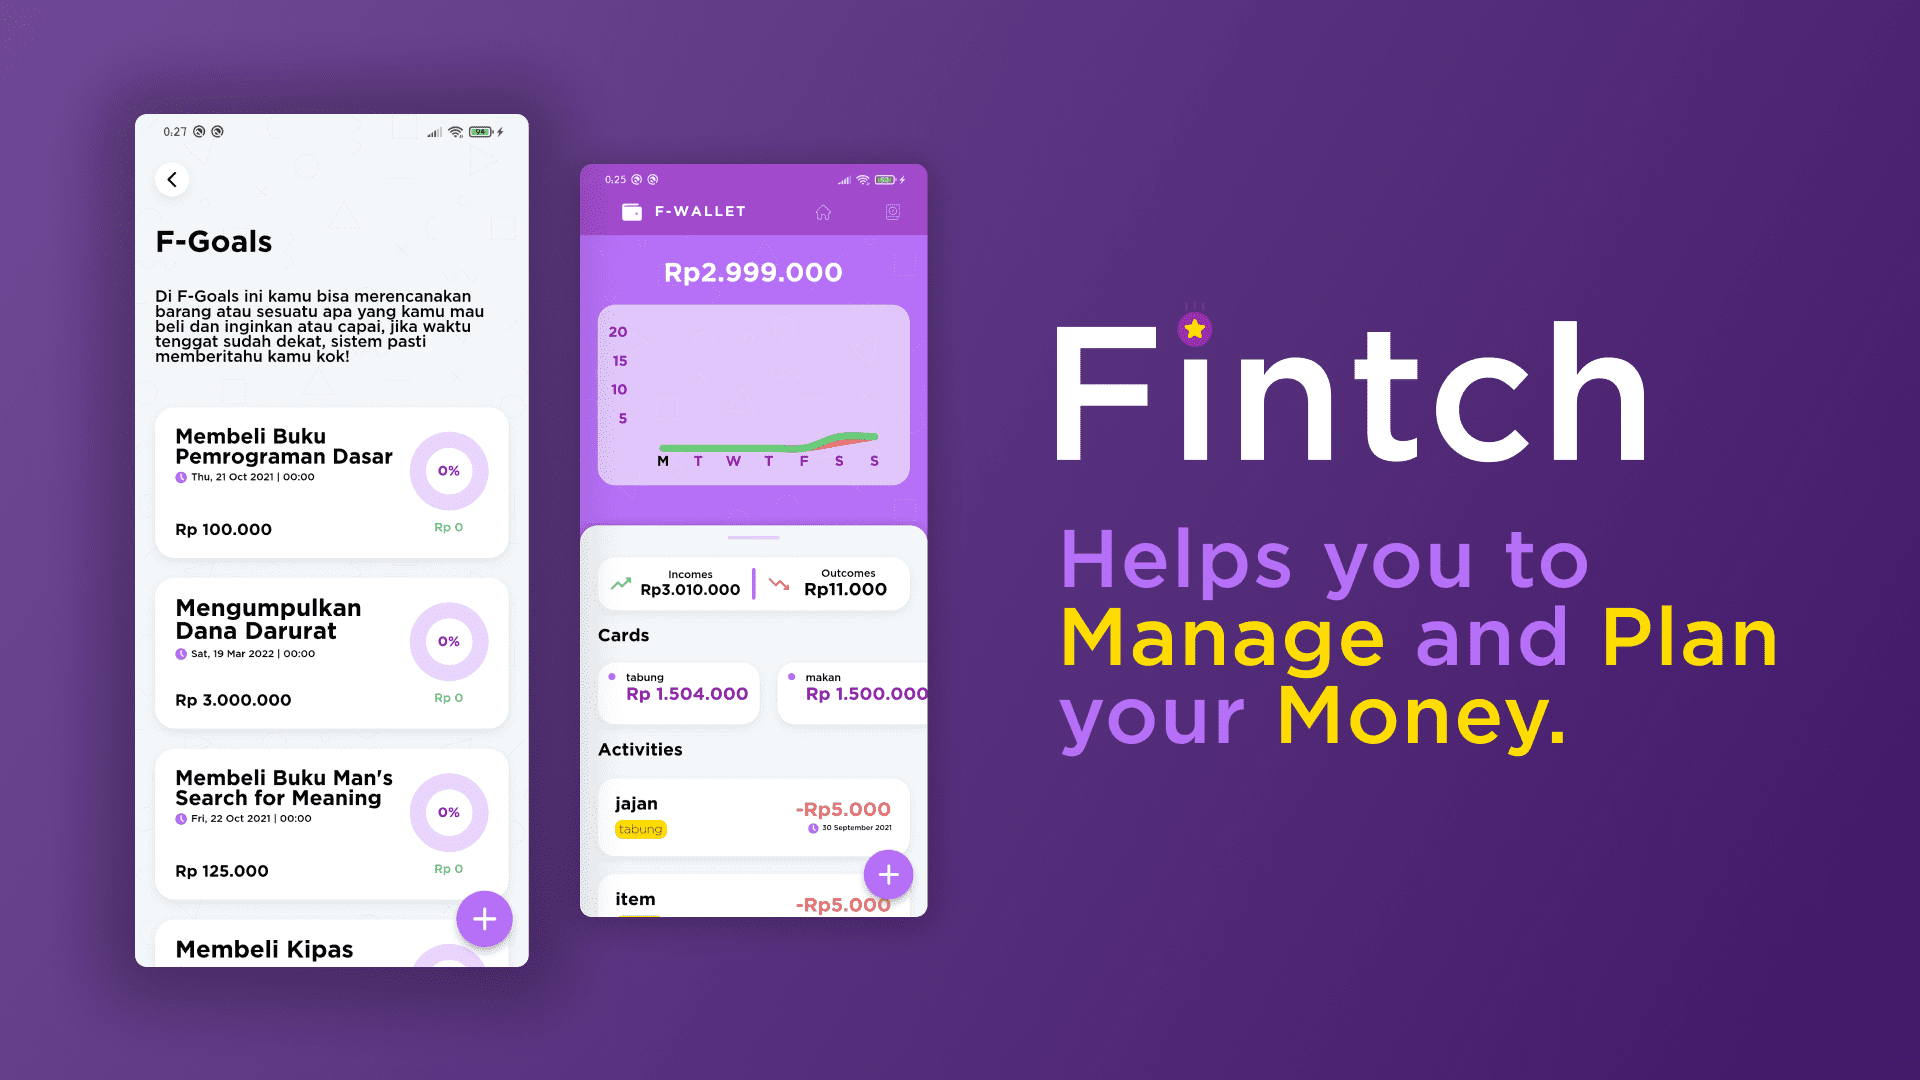 0:27
94
F-Goals
Di F-Goals ini kamu bisa merencanakan
barang atau sesuatu apa yang kamu mau
beli dan inginkan atau capai, jika waktu
tenggat sudah dekat, sistem pasti
memberitahu kamu kok!
Membeli Buku
Pemrograman Dasar
Thu, 21 Oct 2021 | 00:00
0%
Rp 100.000
Rp 0
Mengumpulkan
Dana Darurat
Sat, 19 Mar 2022 | 00:00
0%
Rp 3.000.000
Rp 0
Membeli Buku Man's
Search for Meaning
Fri, 22 Oct 2021 | 00:00
0%
Rp 125.000
Rp 0
Membeli Kipas
0:25
F-WALLET
Rp2.999.000
20
15
10
5
M T W T F S S
Incomes
Rp3.010.000
Outcomes
Rp11.000
Cards
tabung
Rp 1.504.000
makan
Rp 1.500.000
Activities
jajan
tabung
-Rp5.000
30 September 2021
item
-Rp5.000
Fintch
Helps you to
Manage and Plan
your Money.